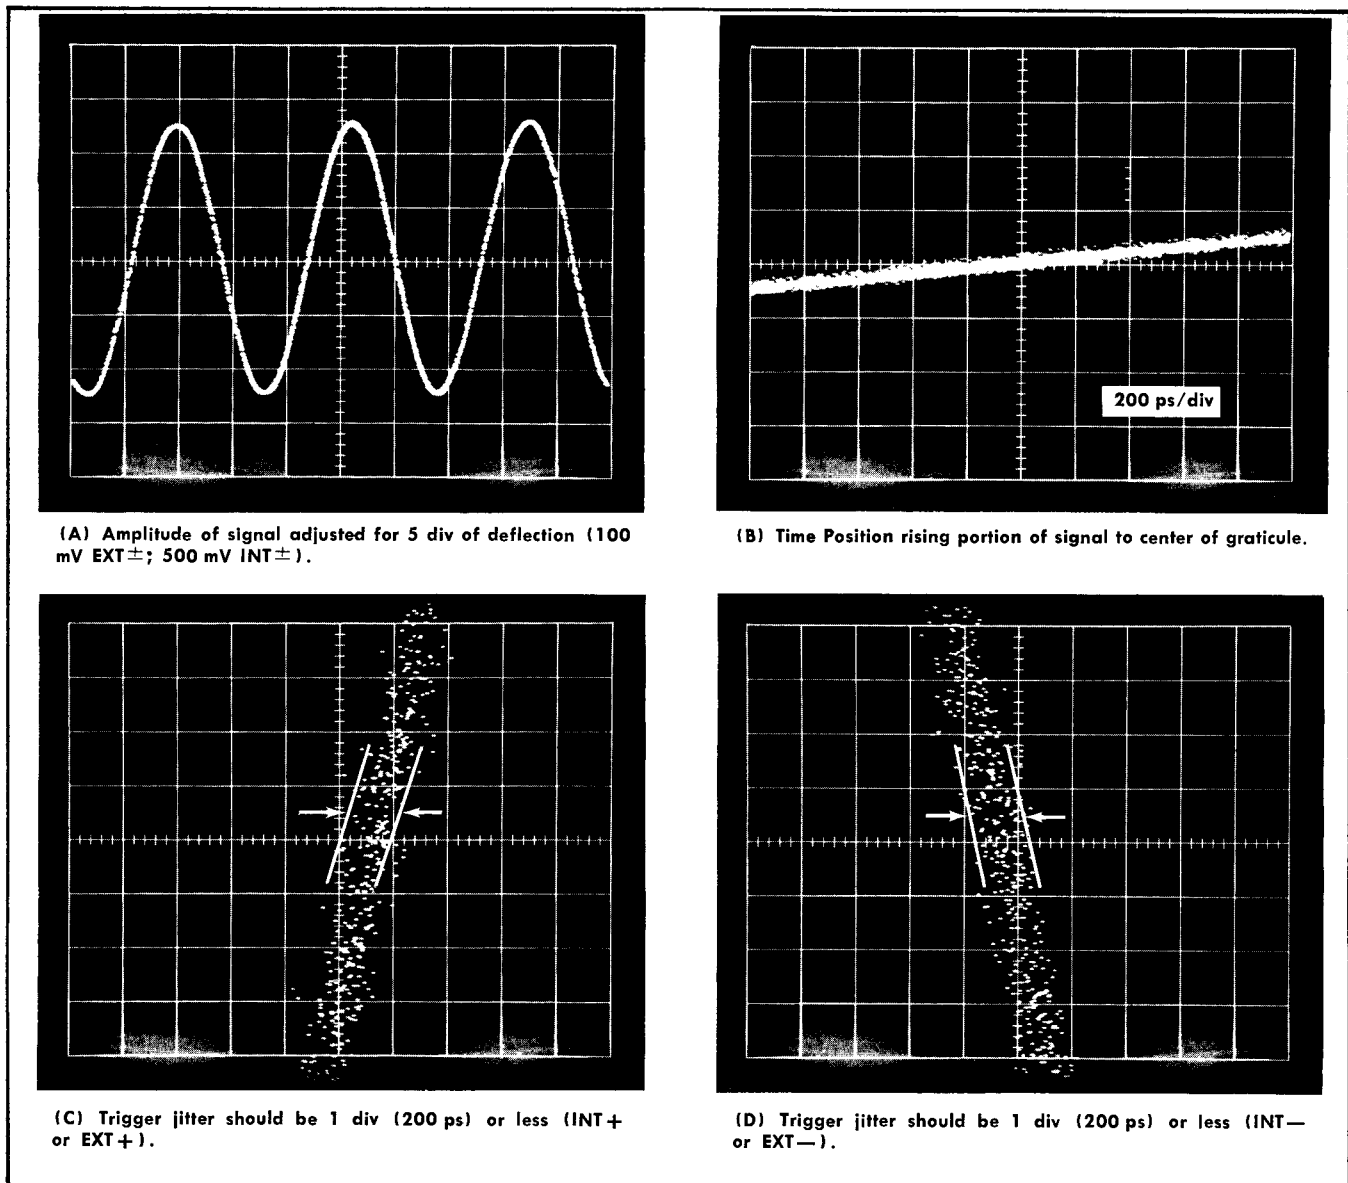 (A) Amplitude of signal adjusted for 5 div of deflection (100
mV EXT±; 500 mV INT±).
200 ps/div
(B) Time Position rising portion of signal to center of graticule.
(C) Trigger jitter should be 1 div (200 ps) or less (INT+
or EXT+).
(D) Trigger jitter should be 1 div (200 ps) or less (INT—
or EXT—).